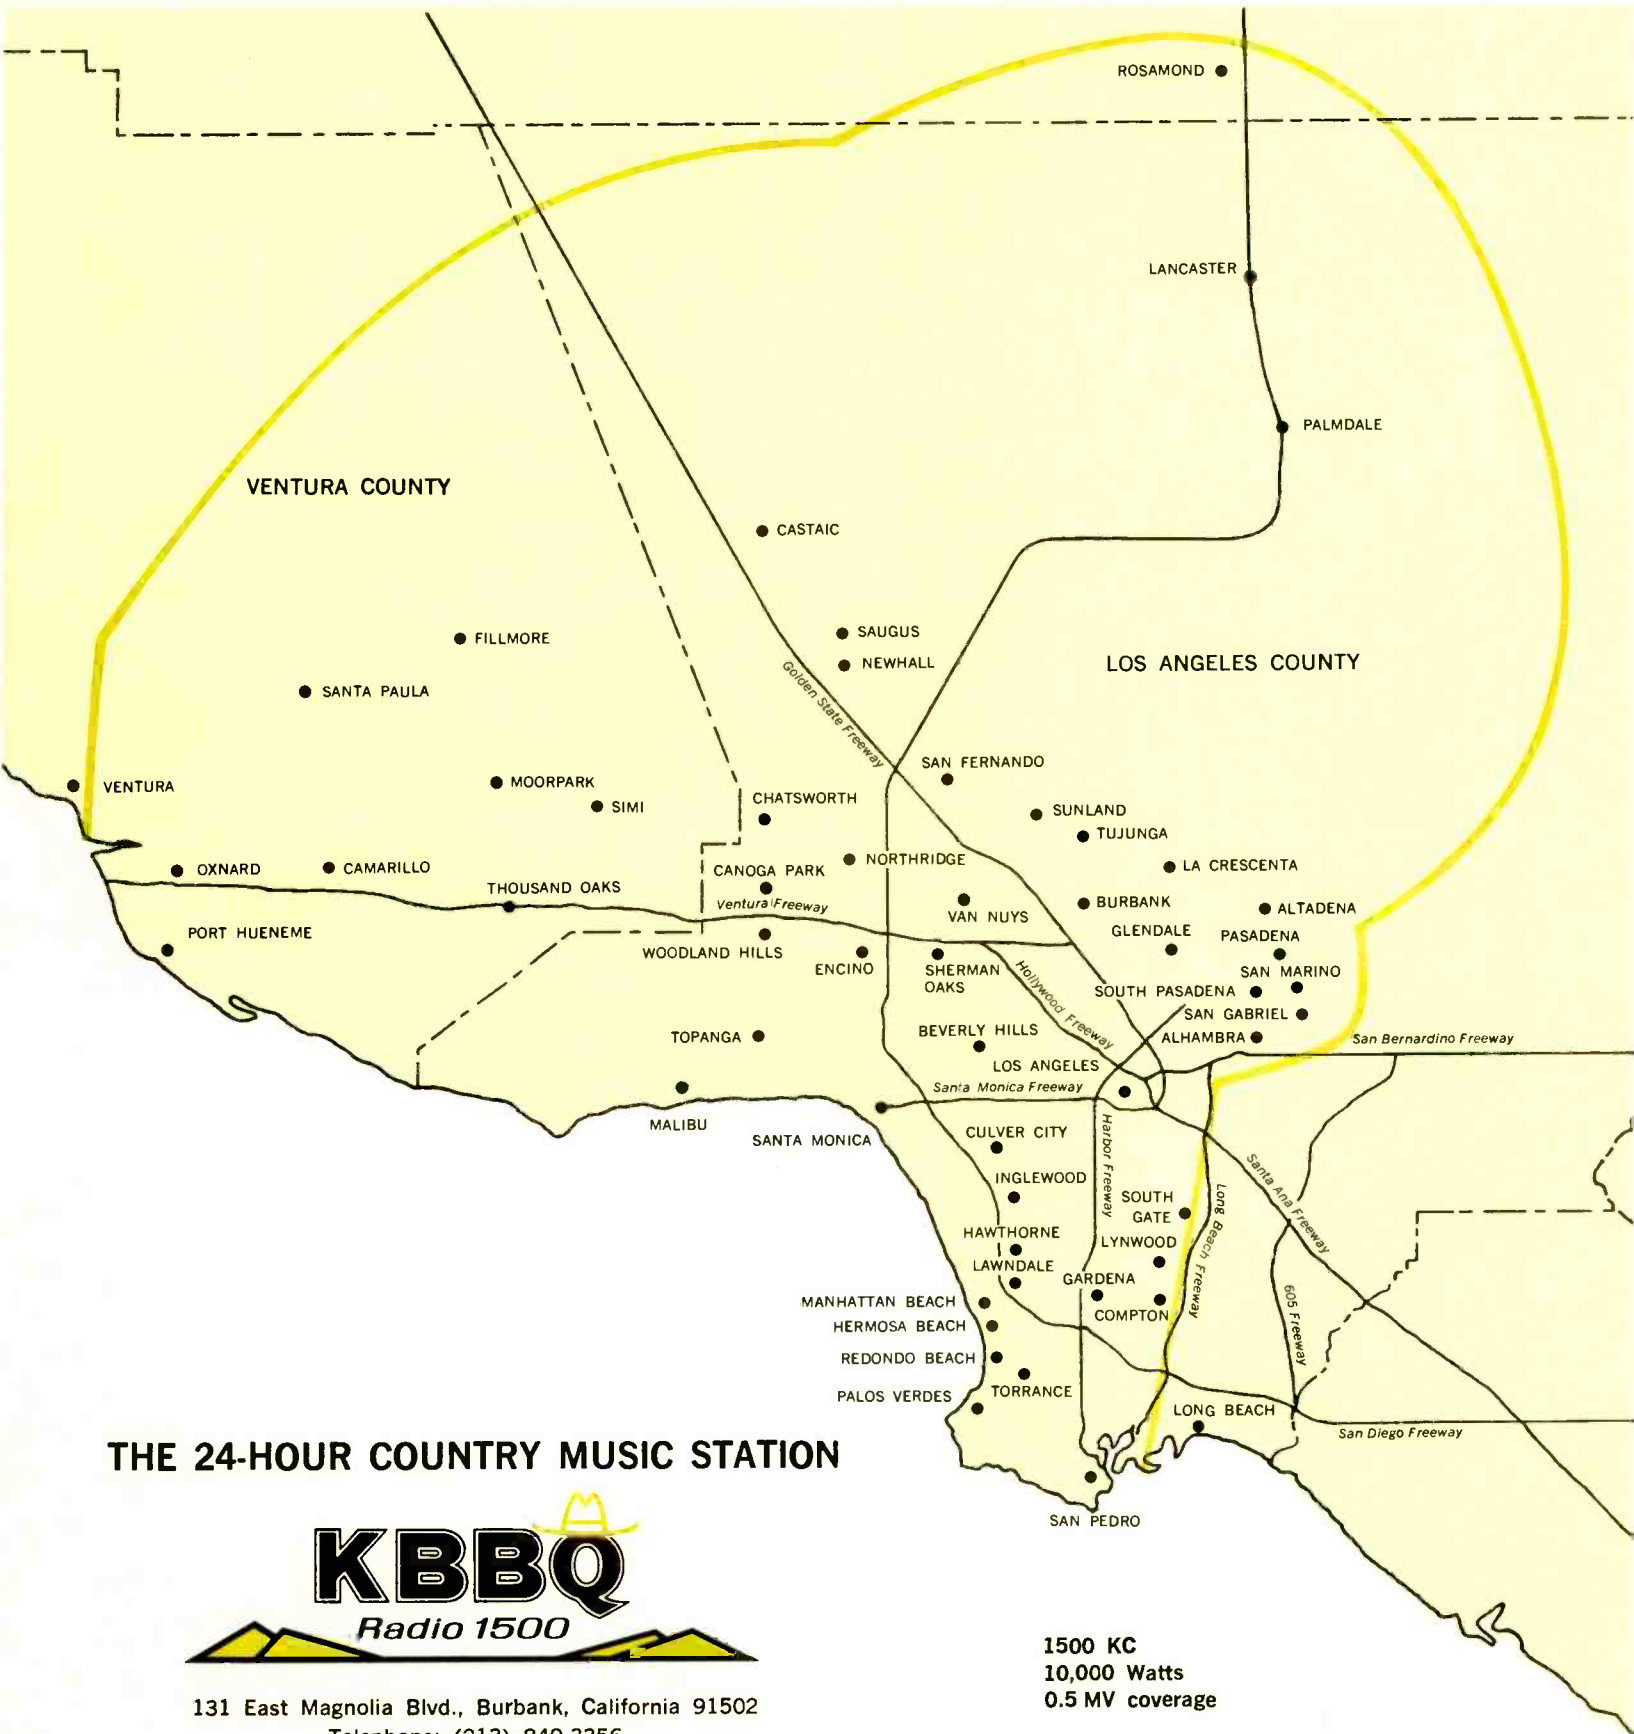 ROSAMOND
LANCASTER
PALMDALE
VENTURA COUNTY
CASTAIC
FILLMORE
SAUGUS
NEWHALL
LOS ANGELES COUNTY
SANTA PAULA
Golden State Freeway
SAN FERNANDO
VENTURA
MOORPARK
SIMI
CHATSWORTH
SUNLAND
TUJUNGA
OXNARD
CAMARILLO
THOUSAND OAKS
CANOGA PARK
NORTHRIDGE
LA CRESCENTA
Ventura Freeway
VAN NUYS
BURBANK
ALTADENA
PORT HUENEME
WOODLAND HILLS
ENCINO
SHERMAN
OAKS
GLENDALE
PASADENA
SAN MARINO
Hollywood Freeway
SOUTH PASADENA
SAN GABRIEL
TOPANGA
BEVERLY HILLS
ALHAMBRA
San Bernardino Freeway
LOS ANGELES
Santa Monica Freeway
MALIBU
SANTA MONICA
CULVER CITY
Harbor Freeway
INGLEWOOD
SOUTH
GATE
Long Beach Freeway
Santa Ana Freeway
HAWTHORNE
LYNWOOD
LAWNDALE
GARDENA
605 Freeway
MANHATTAN BEACH
COMPTON
HERMOSA BEACH
REDONDO BEACH
TORRANCE
PALOS VERDES
LONG BEACH
San Diego Freeway
SAN PEDRO
THE 24-HOUR COUNTRY MUSIC STATION
KBBQ
Radio 1500
1500 KC
10,000 Watts
0.5 MV coverage
131 East Magnolia Blvd., Burbank, California 91502
Telephone: (213)